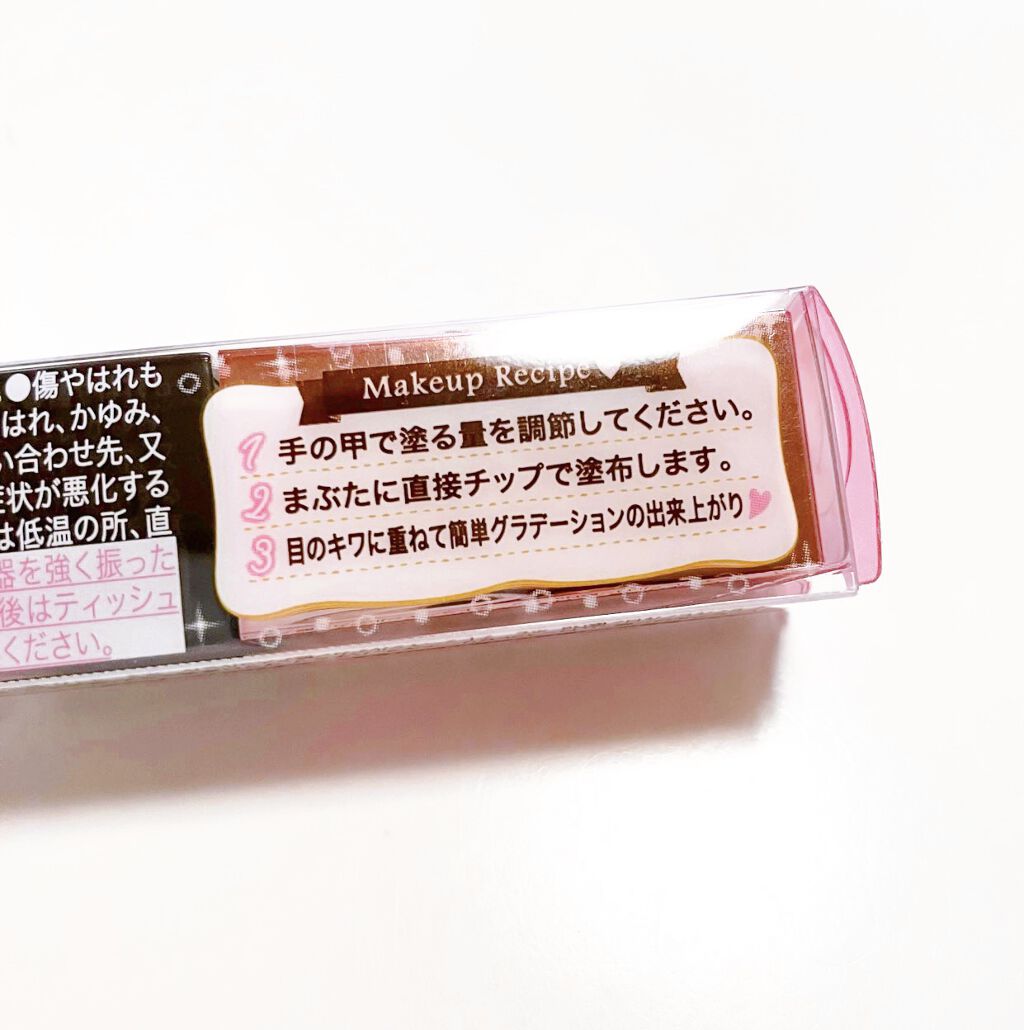 ●傷やはれも
はれ、かゆみ、
い合わせ先、又
症状が悪化する
は低温の所、直
器を強く振った
後はティッシュ
ください。
Makeup Recipe
1 手の甲で塗る量を調節してください。
2 まぶたに直接チップで塗布します。
3 目のキワに重ねて簡単グラデーションの出来上がり